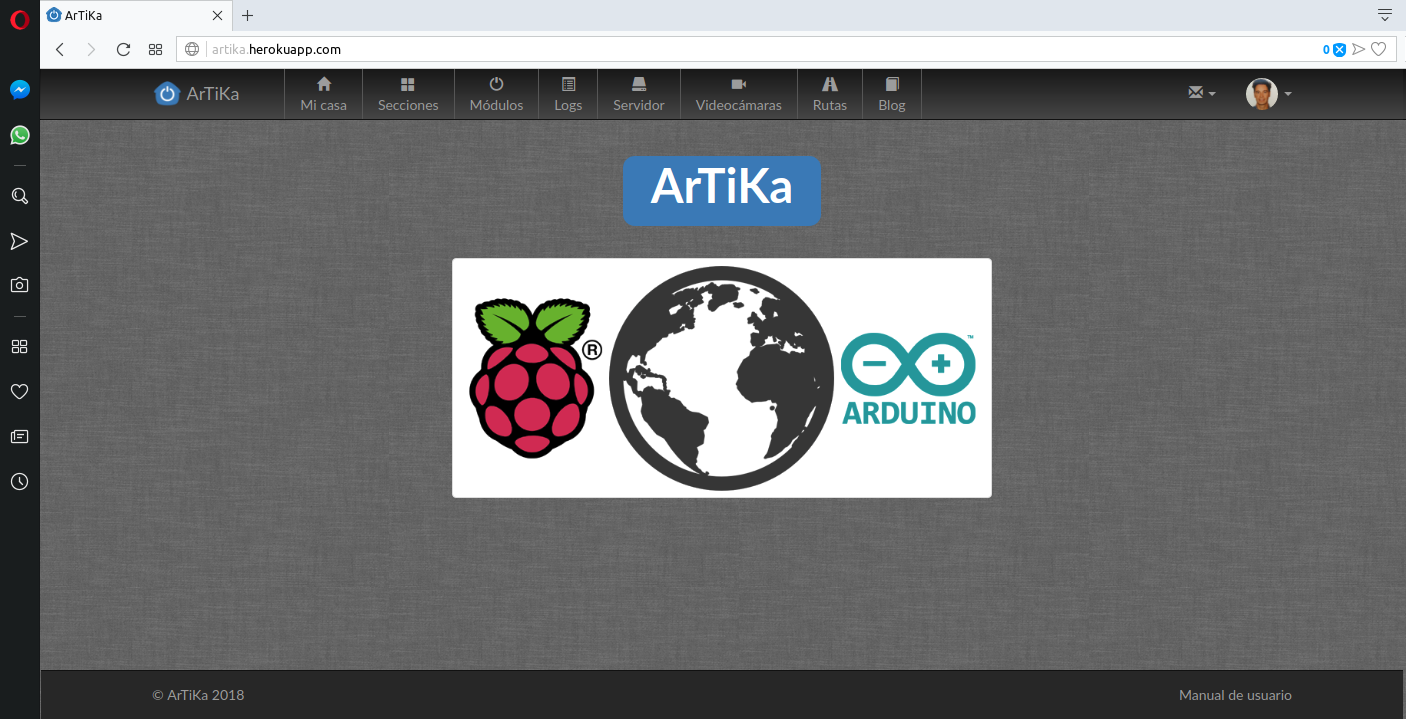 ArTiKa
artika.herokuapp.com
0
ArTiKa
Mi casa
Secciones
Módulos
Logs
Servidor
Videocámaras
Rutas
Blog
ArTiKa
®
™
ARDUINO
© ArTiKa 2018
Manual de usuario